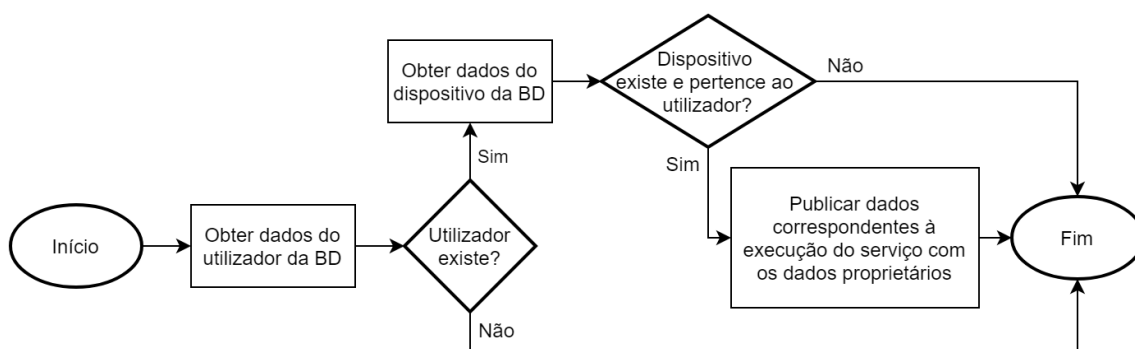 Início
Obter dados do
utilizador da BD
Utilizador
existe?
Sim
Não
Obter dados do
dispositivo da BD
Dispositivo
existe e pertence ao
utilizador?
Não
Sim
Publicar dados
correspondentes à
execução do serviço com
os dados proprietários
Fim